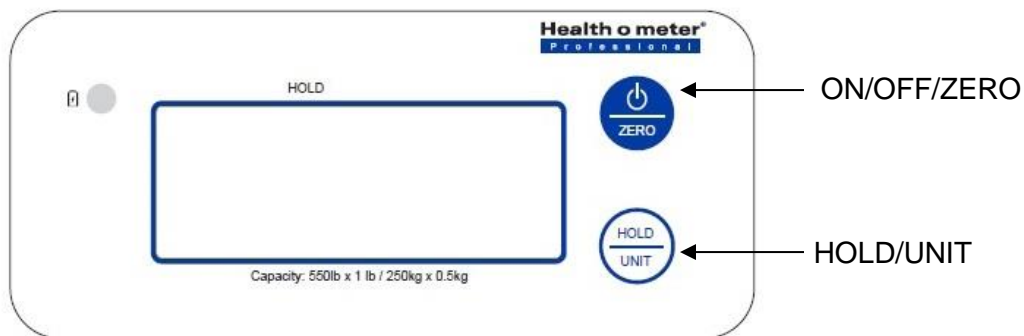 Health o meter®
Professional
HOLD
ZERO
ON/OFF/ZERO
HOLD
UNIT
HOLD/UNIT
Capacity: 550lb x 1 lb / 250kg x 0.5kg